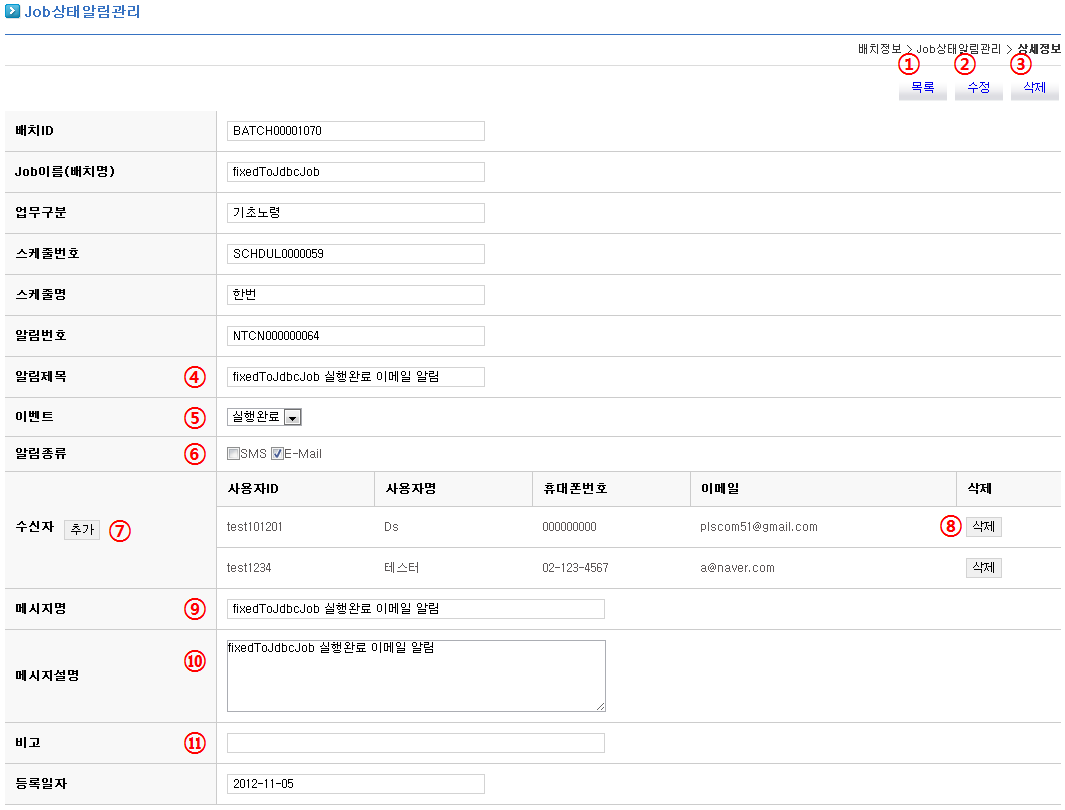 Job상태알림관리
배치정보 > Job상태알림관리 > 상세정보
① ② ③
목록 수정 삭제
배치ID BATCH00001070
Job이름(배치명) fixedToJdbcJob
업무구분 기초노령
스케줄번호 SCHDUL0000059
스케줄명 한번
알림번호 NTCN000000064
알림제목 ④ fixedToJdbcJob 실행완료 이메일 알림
이벤트 ⑤ 실행완료
알림종류 ⑥ SMS E-Mail
사용자ID 사용자명 휴대폰번호 이메일 삭제
수신자 추가 ⑦
test101201 Ds 000000000 plscom51@gmail.com ⑧ 삭제
test1234 테스터 02-123-4567 a@naver.com 삭제
메시지명 ⑨ fixedToJdbcJob 실행완료 이메일 알림
메시지설명 ⑩ fixedToJdbcJob 실행완료 이메일 알림
비고 ⑪
등록일자 2012-11-05